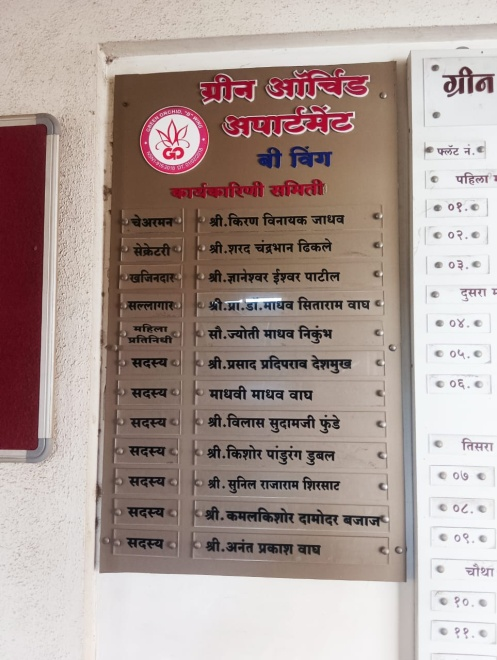 ग्रीन ऑर्चिड
अपार्टमेंट
बी विंग
कार्यकारिणी समिती
चेअरमन श्री.किरण विनायक जाधव
सेक्रेटरी श्री.शरद चंद्रभान ढिकले
खजिनदार श्री.ज्ञानेश्वर ईश्वर पाटील
सल्लागार श्री.प्रा.डॉ.माधव सिताराम वाघ
महिला
प्रतिनिधी सौ.ज्योती माधव निकुंभ
सदस्य श्री.प्रसाद प्रदिपराव देशमुख
सदस्य माधवी माधव वाघ
सदस्य श्री.विलास सुदामजी फुंडे
सदस्य श्री.किशोर पांडुरंग डुबल
सदस्य श्री.सुनिल राजाराम शिरसाट
सदस्य श्री.कमलकिशोर दामोदर बजाज
सदस्य श्री.अनंत प्रकाश वाघ
ग्रीन
फ्लॅट नं.
पहिला
०१.
०२.
०३.
दुसरा
०४.
०५.
०६.
तिसरा
०७
०८.
०९.
चौथा
१०.
११.